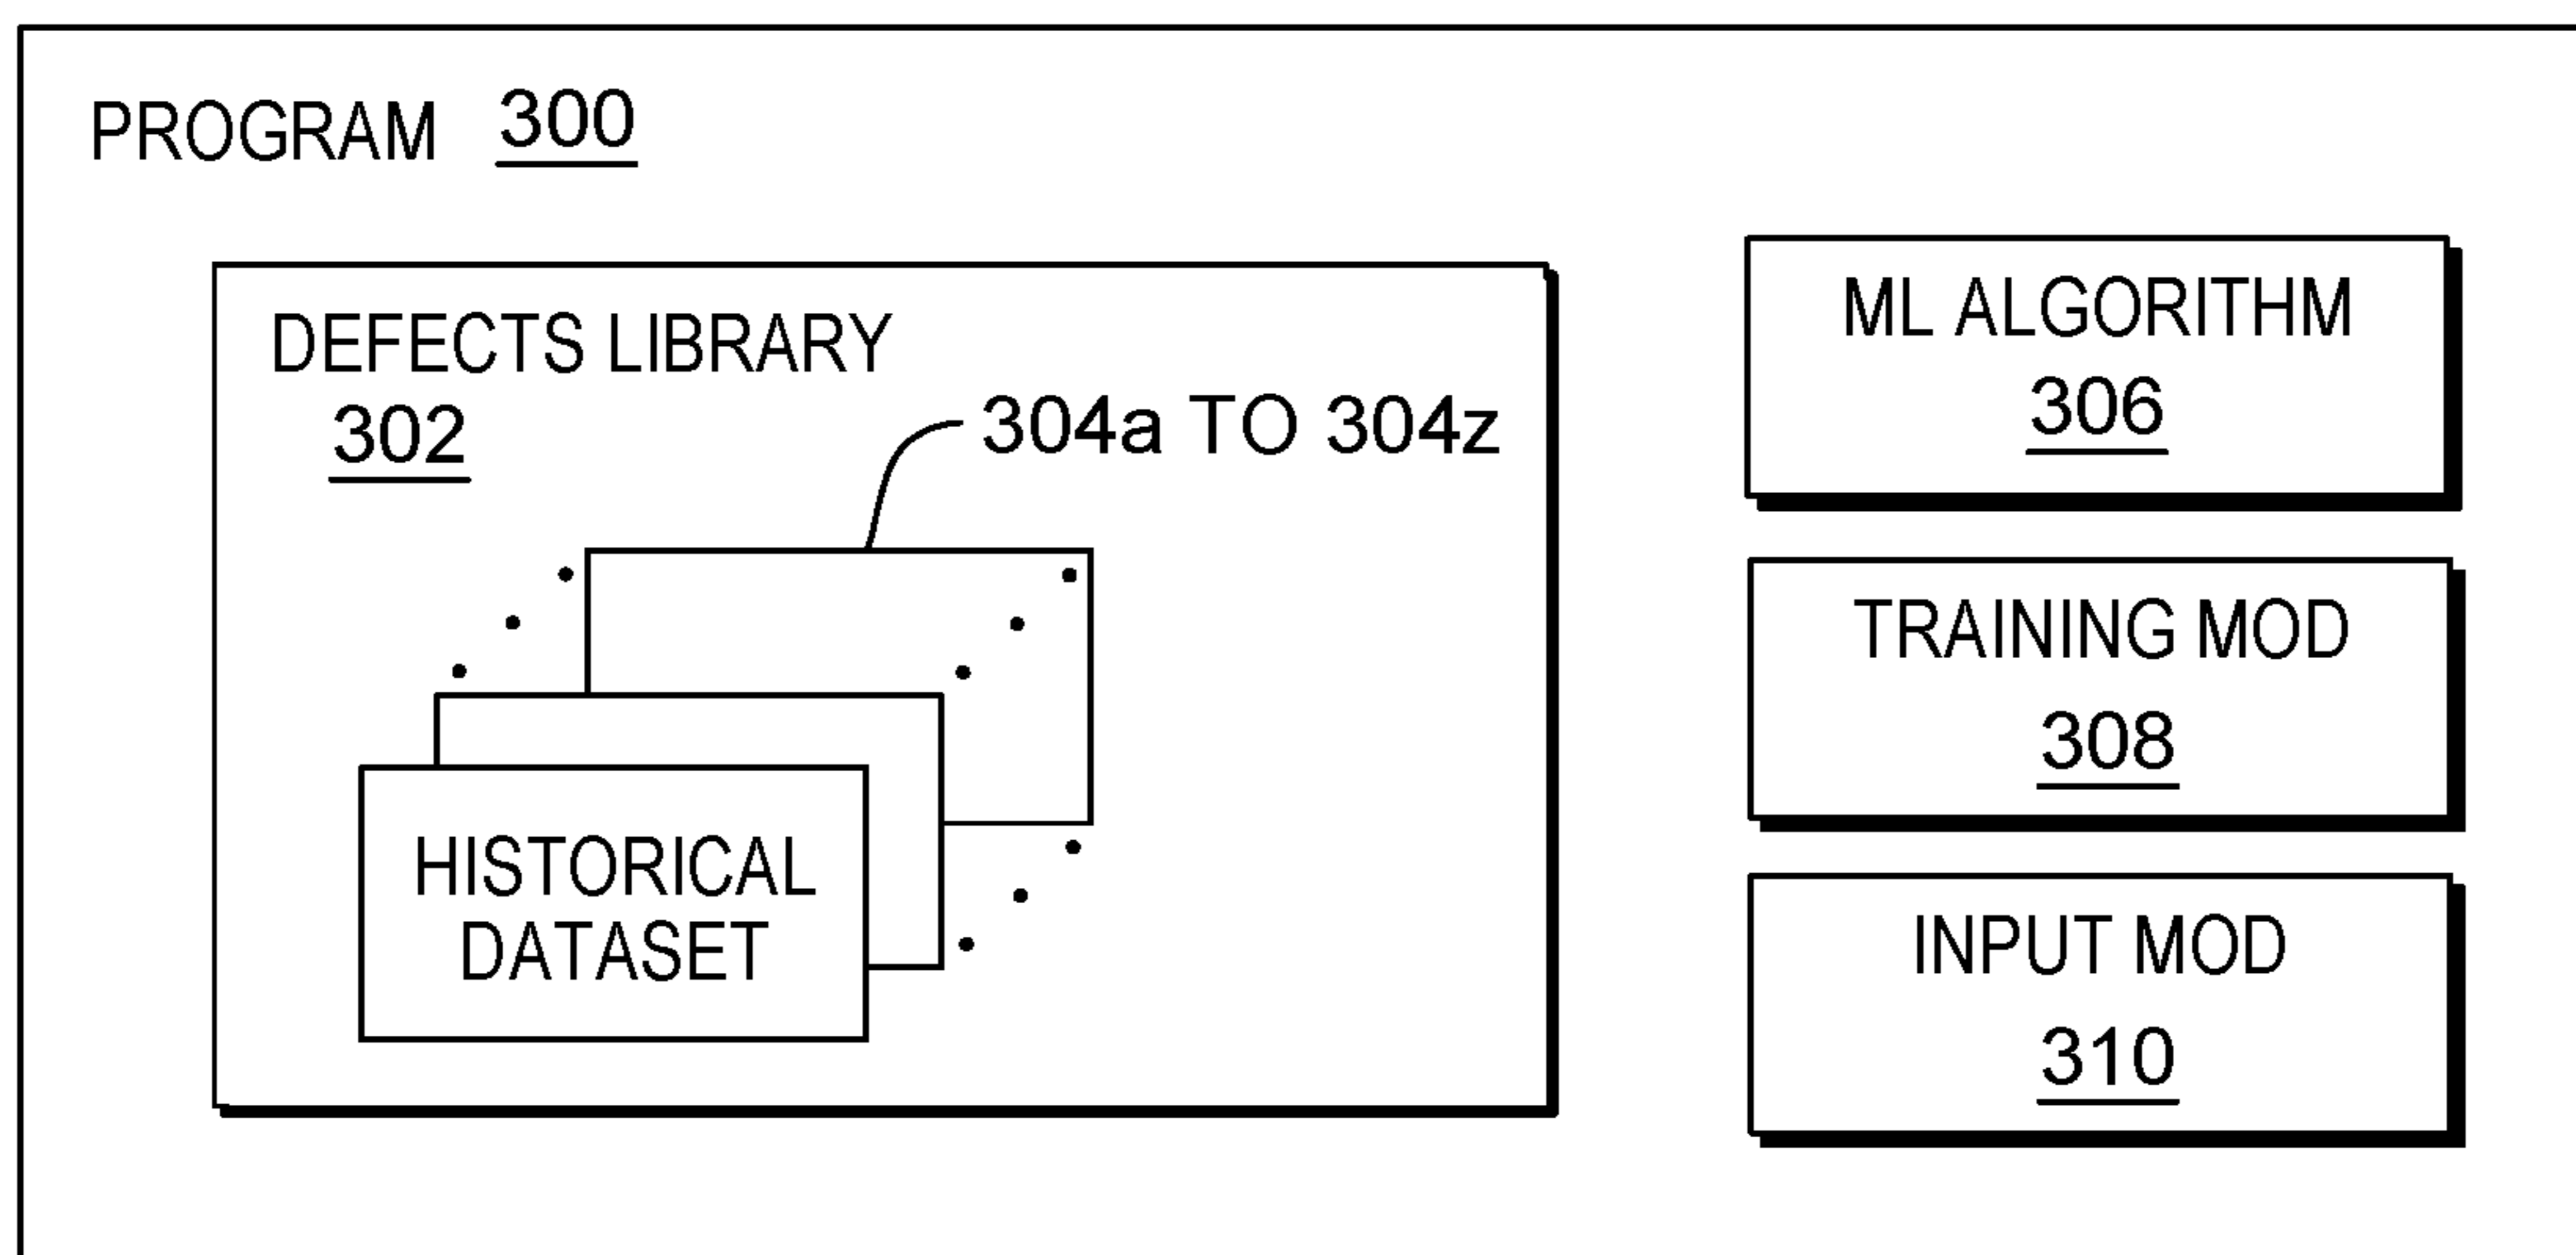 PROGRAM 300
DEFECTS LIBRARY
302
304a TO 304z
HISTORICAL
DATASET
ML ALGORITHM
306
TRAINING MOD
308
INPUT MOD
310